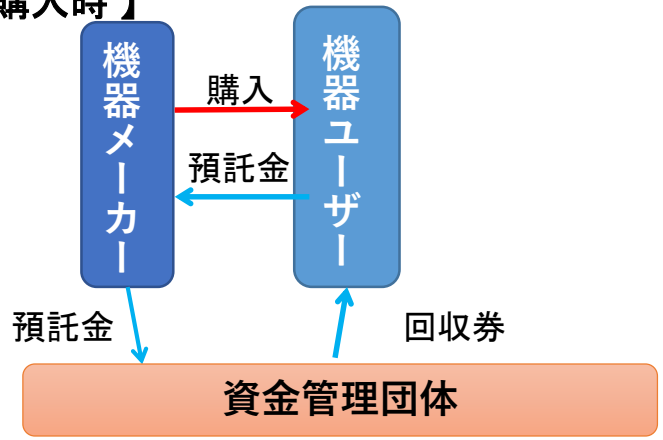 購入時】
機器メーカー
機器ユーザー
購入
預託金
預託金
回収券
資金管理団体